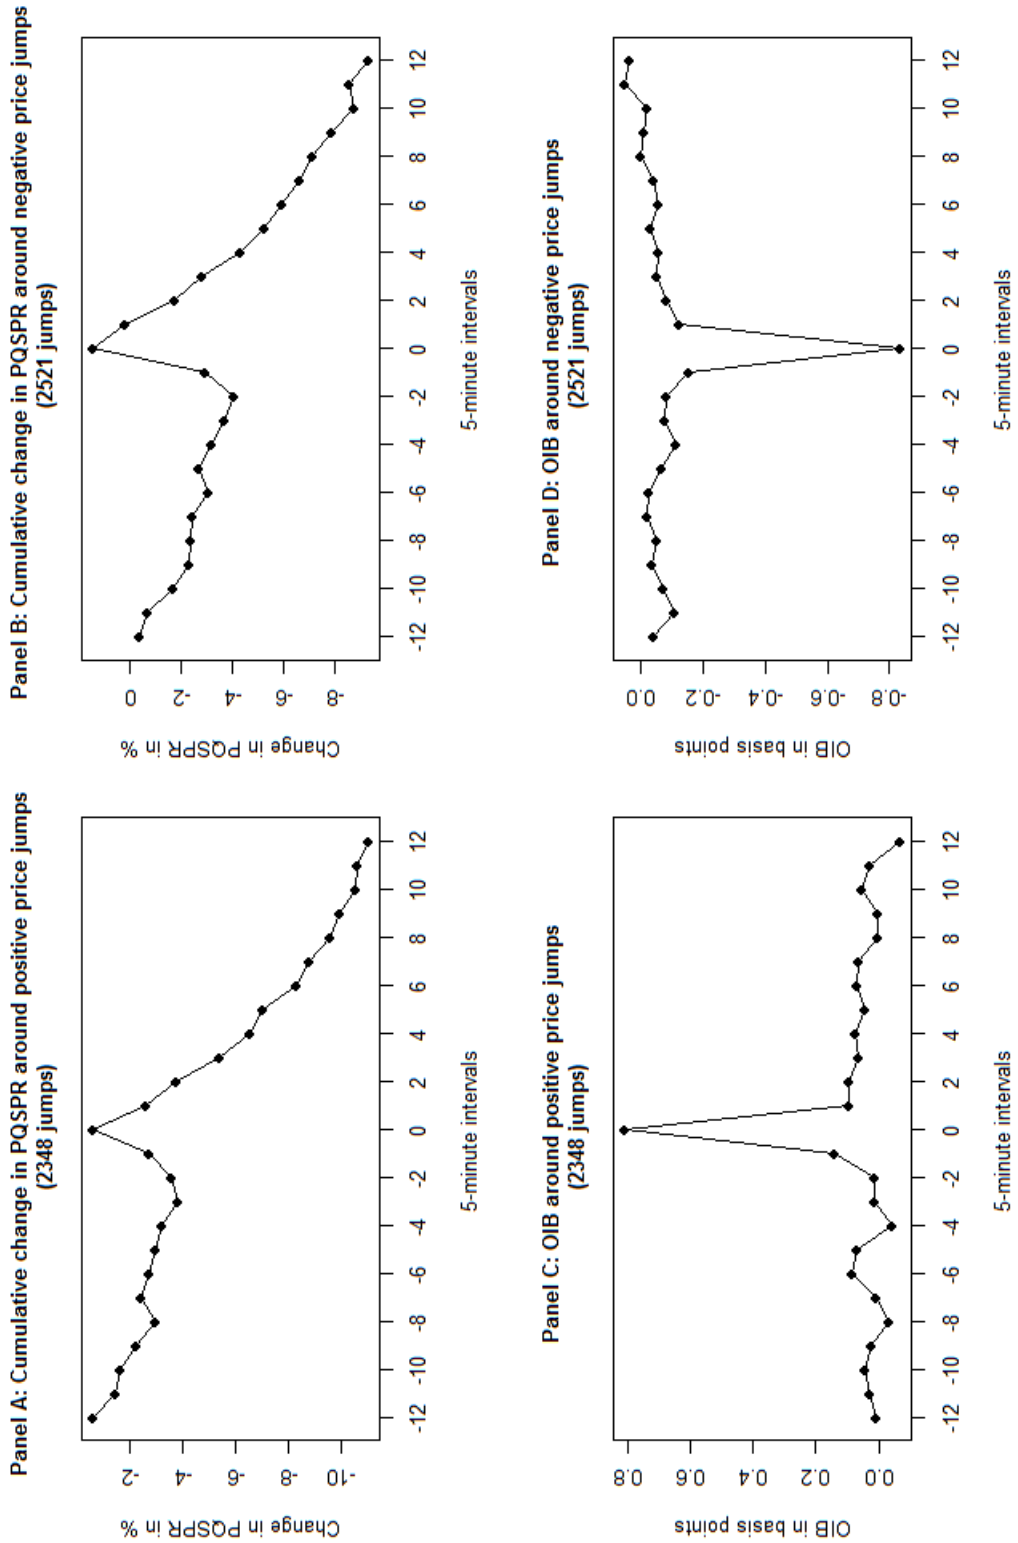 Panel A: Cumulative change in PQSPR around positive price jumps
(2348 jumps)
Change in PQSPR in %
-2
-4
-6
-8
-10
-12 -10 -8 -6 -4 -2 0 2 4 6 8 10 12
5-minute intervals
Panel B: Cumulative change in PQSPR around negative price jumps
(2521 jumps)
Change in PQSPR in %
0
-2
-4
-6
-8
-12 -10 -8 -6 -4 -2 0 2 4 6 8 10 12
5-minute intervals
Panel C: OIB around positive price jumps
(2348 jumps)
OIB in basis points
0.8
0.6
0.4
0.2
0.0
-12 -10 -8 -6 -4 -2 0 2 4 6 8 10 12
5-minute intervals
Panel D: OIB around negative price jumps
(2521 jumps)
OIB in basis points
0.0
-0.2
-0.4
-0.6
-0.8
-12 -10 -8 -6 -4 -2 0 2 4 6 8 10 12
5-minute intervals